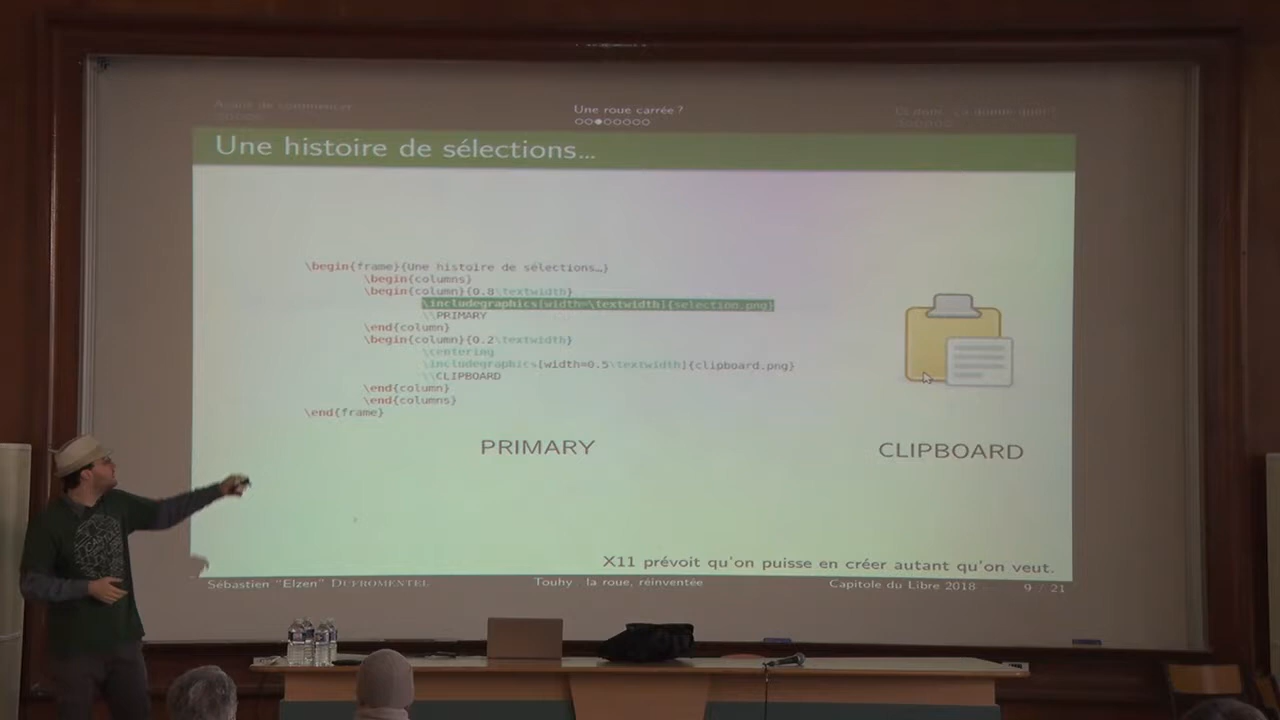 Avant de commencer
Une roue carrée ?
Une histoire de sélections...
\begin{frame}{Une histoire de sélections…}
\begin{columns}
\begin{column}{0.8\textwidth}
\includegraphics[width=\textwidth]{selection.png}
\\PRIMARY
\end{column}
\begin{column}{0.2\textwidth}
\centering
\includegraphics[width=0.5\textwidth]{clipboard.png}
\\CLIPBOARD
\end{column}
\end{columns}
\end{frame}
PRIMARY
CLIPBOARD
X11 prévoit qu'on puisse en créer autant qu'on veut.
Sébastien "Elzen" DUFROMENTEL
Touhy : la roue, réinventée
Capitole du Libre 2018
9 / 21